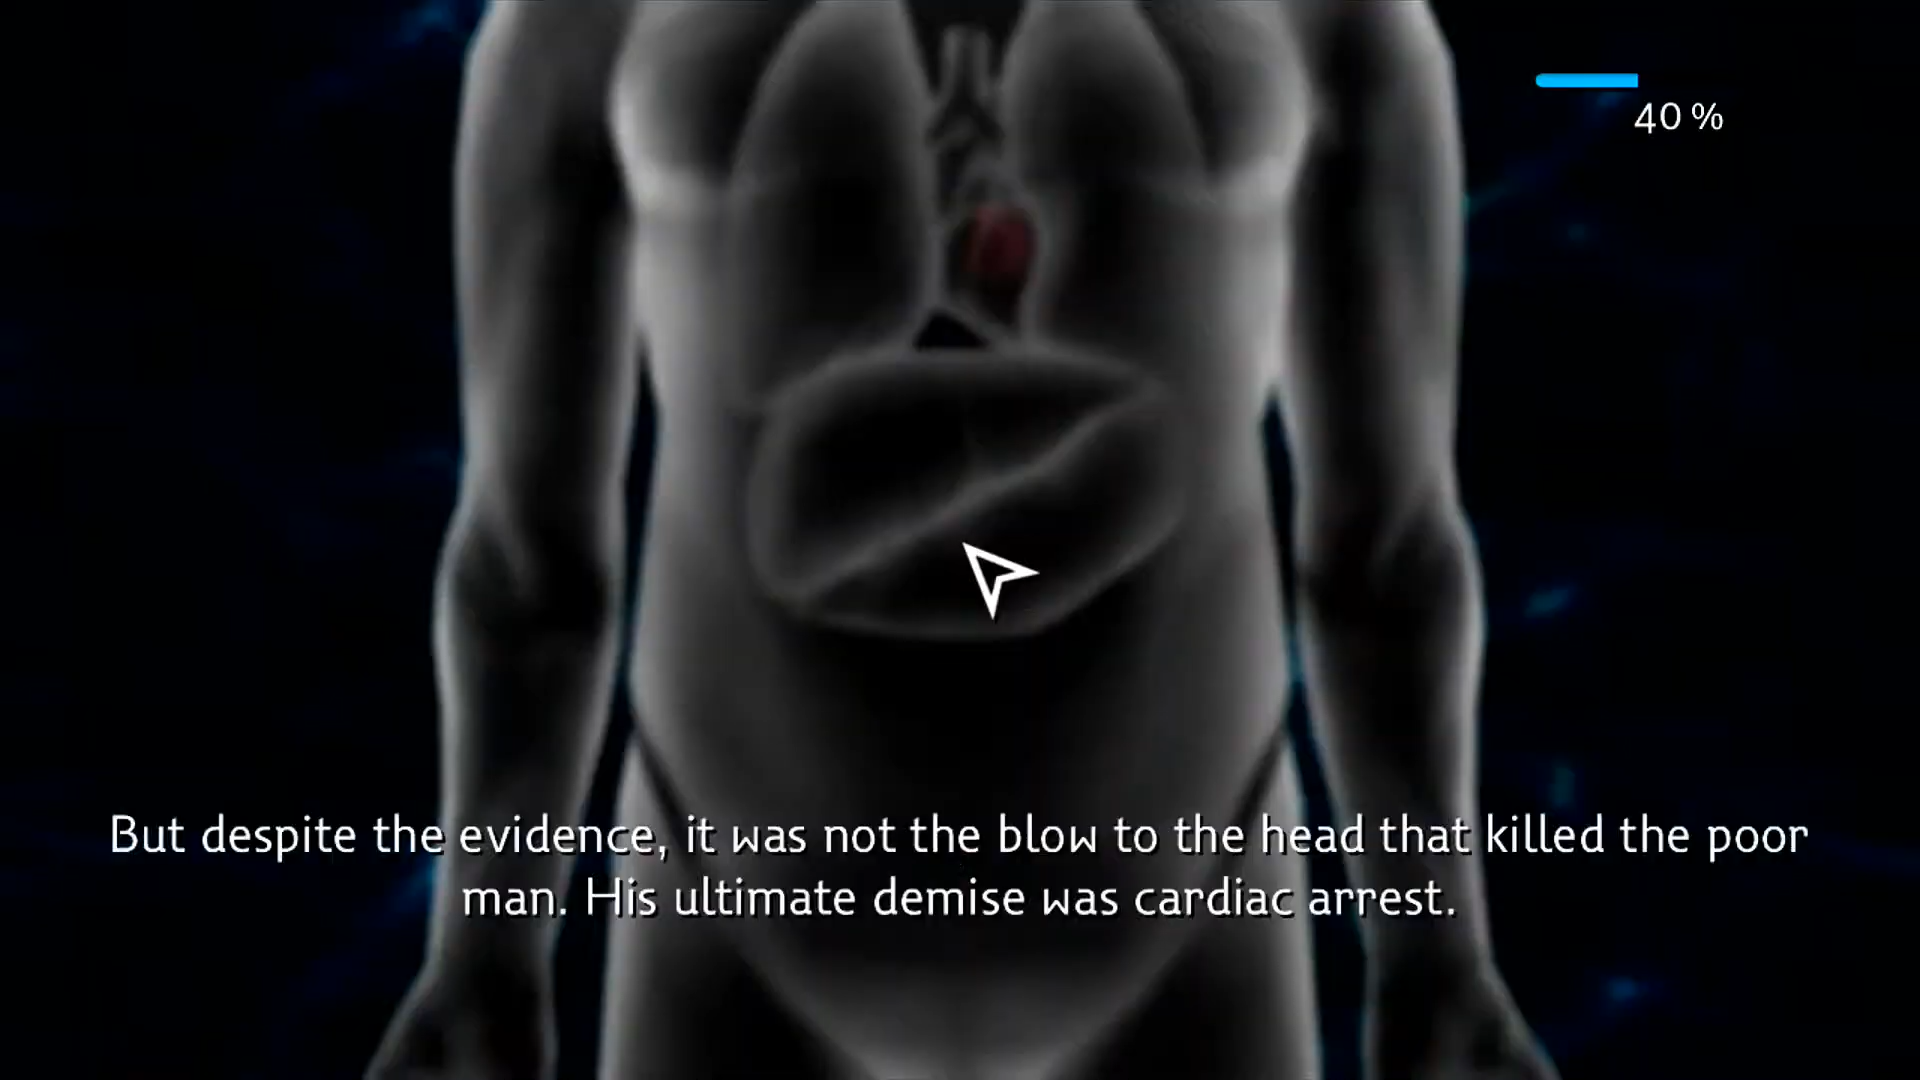 40 %
But despite the evidence, it was not the blow to the head that killed the poor
man. His ultimate demise was cardiac arrest.